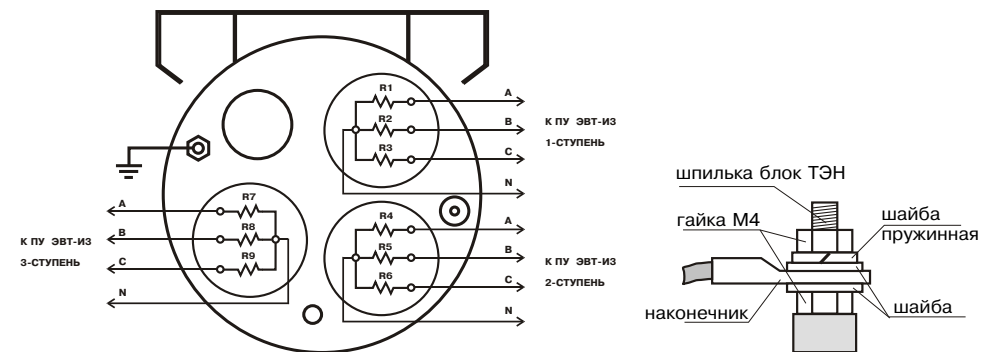 R1
A
R2
B
К ПУ ЭВТ-ИЗ
1-СТУПЕНЬ
R3
C
N
R7
A
R8
B
К ПУ ЭВТ-ИЗ
3-СТУПЕНЬ
R9
C
N
R4
A
R5
B
К ПУ ЭВТ-ИЗ
2-СТУПЕНЬ
R6
C
N
шпилька блок ТЭН
гайка М4
шайба
пружинная
наконечник
шайба